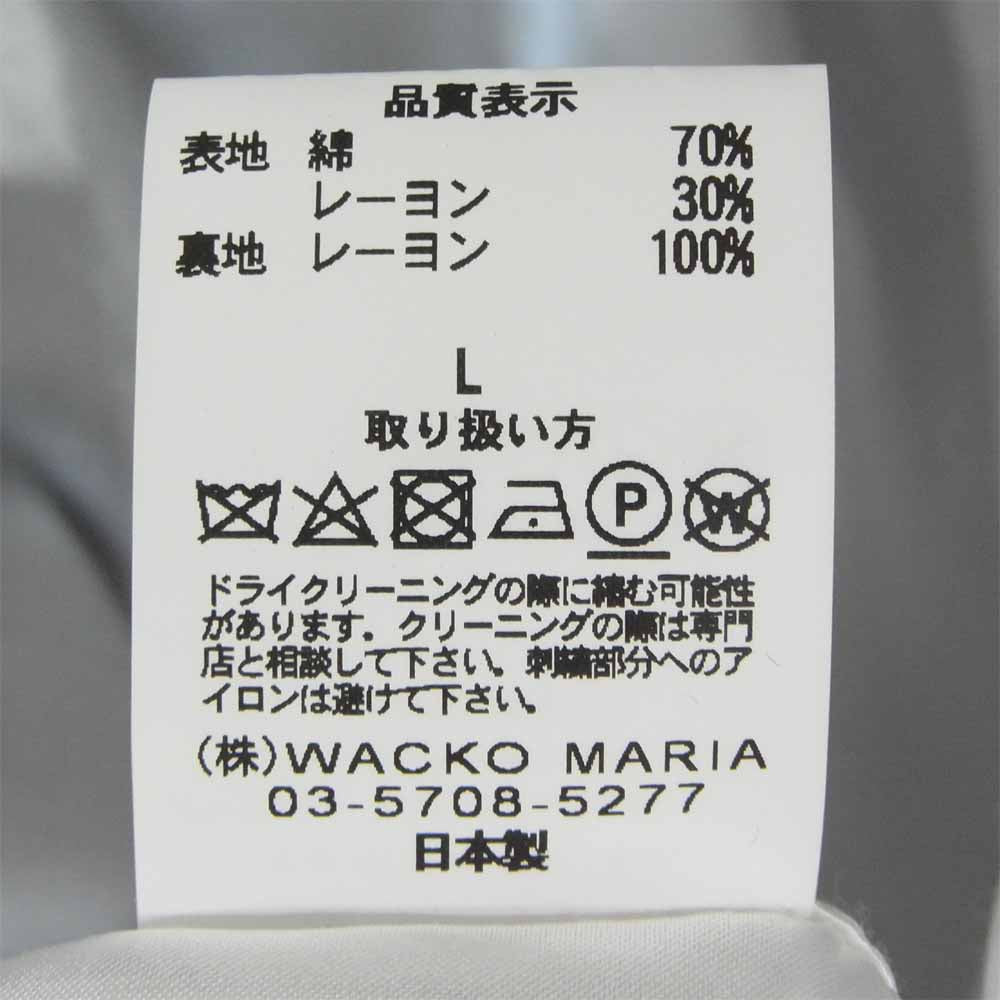 品質表示
表地 綿 70%
レーヨン 30%
裏地 レーヨン 100%
L
取り扱い方
P W
ドライクリーニングの際に縮む可能性
があります。クリーニングの際は専門
店と相談して下さい。刺繍部分へのア
イロンは避けて下さい。
(株)WACKO MARIA
03-5708-5277
日本製